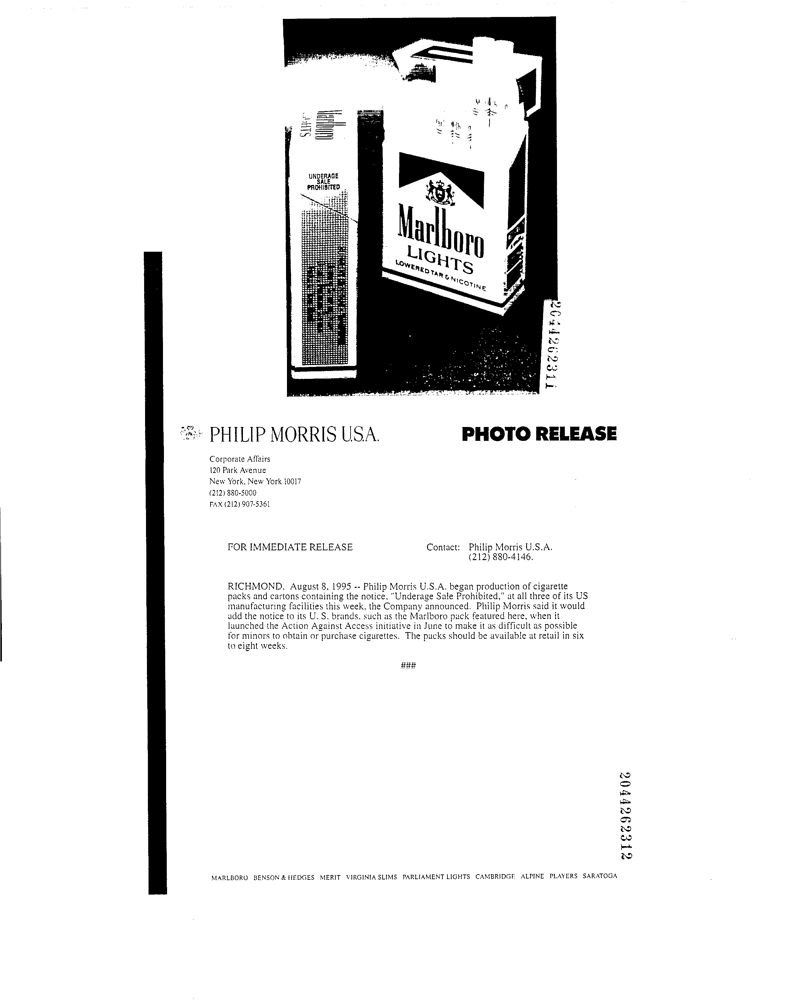 UNDERAGE
SALE
PROHIBITED
Marlboro
LIGHTS
LOWERED TAR & NICOTINE
2044262311
PHILIP MORRIS U.S.A.
PHOTO RELEASE
Corporate Affairs
120 Park Avenue
New York, New York 10017
(212) 880-5000
FAX (212) 907-5361
FOR IMMEDIATE RELEASE
Contact: Philip Morris U.S.A.
(212) 880-4146.
RICHMOND, August 8, 1995 -- Philip Morris U.S.A. began production of cigarette
packs and cartons containing the notice, "Underage Sale Prohibited," at all three of its US
manufacturing facilities this week, the Company announced. Philip Morris said it would
add the notice to its U. S. brands, such as the Marlboro pack featured here, when it
launched the Action Against Access initiative in June to make it as difficult as possible
for minors to obtain or purchase cigarettes. The packs should be available at retail in six
to eight weeks.
###
2044262312
MARLBORO BENSON & HEDGES MERIT VIRGINIA SLIMS PARLIAMENT LIGHTS CAMBRIDGE ALPINE PLAYERS SARATOGA